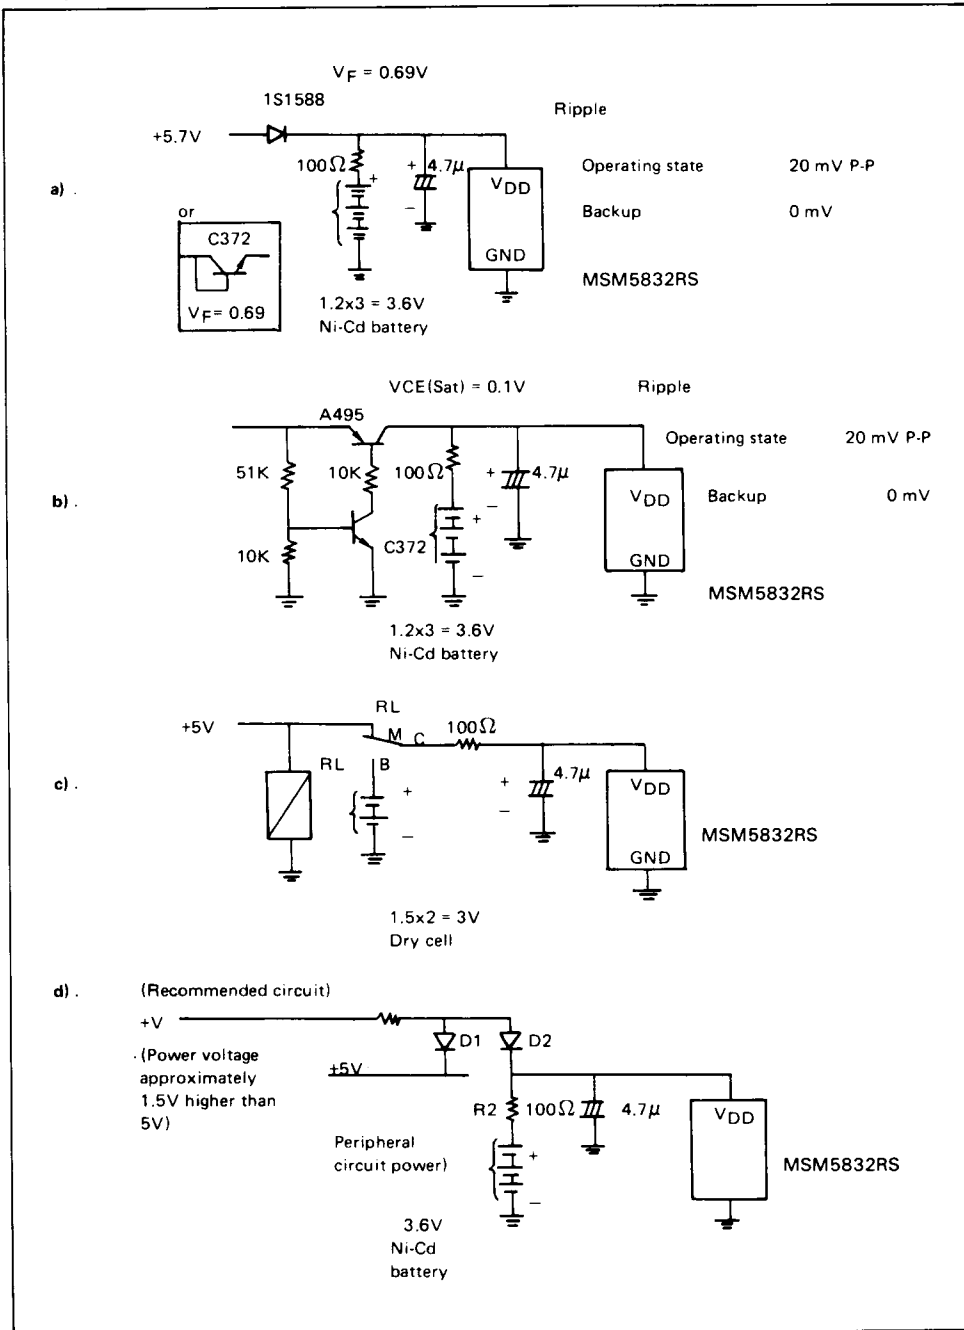 V_F = 0.69V
1S1588
Ripple
+5.7V
100Ω
+
+ 4.7µ
–
V_DD
GND
Operating state 20 mV P-P
Backup 0 mV
MSM5832RS
a) .
or
C372
V_F = 0.69
1.2x3 = 3.6V
Ni-Cd battery
VCE(Sat) = 0.1V
Ripple
A495
Operating state 20 mV P-P
51K
10K
100Ω
+ 4.7µ
–
V_DD
GND
Backup 0 mV
b) .
10K
C372
+
–
MSM5832RS
1.2x3 = 3.6V
Ni-Cd battery
RL
+5V
M C
100Ω
RL
B
+
–
+
–
4.7µ
V_DD
GND
c) .
MSM5832RS
1.5x2 = 3V
Dry cell
d) .
(Recommended circuit)
+V
D1
D2
(Power voltage
approximately
1.5V higher than
5V)
+5V
R2
100Ω
4.7µ
V_DD
Peripheral
circuit power)
+
–
MSM5832RS
3.6V
Ni-Cd
battery